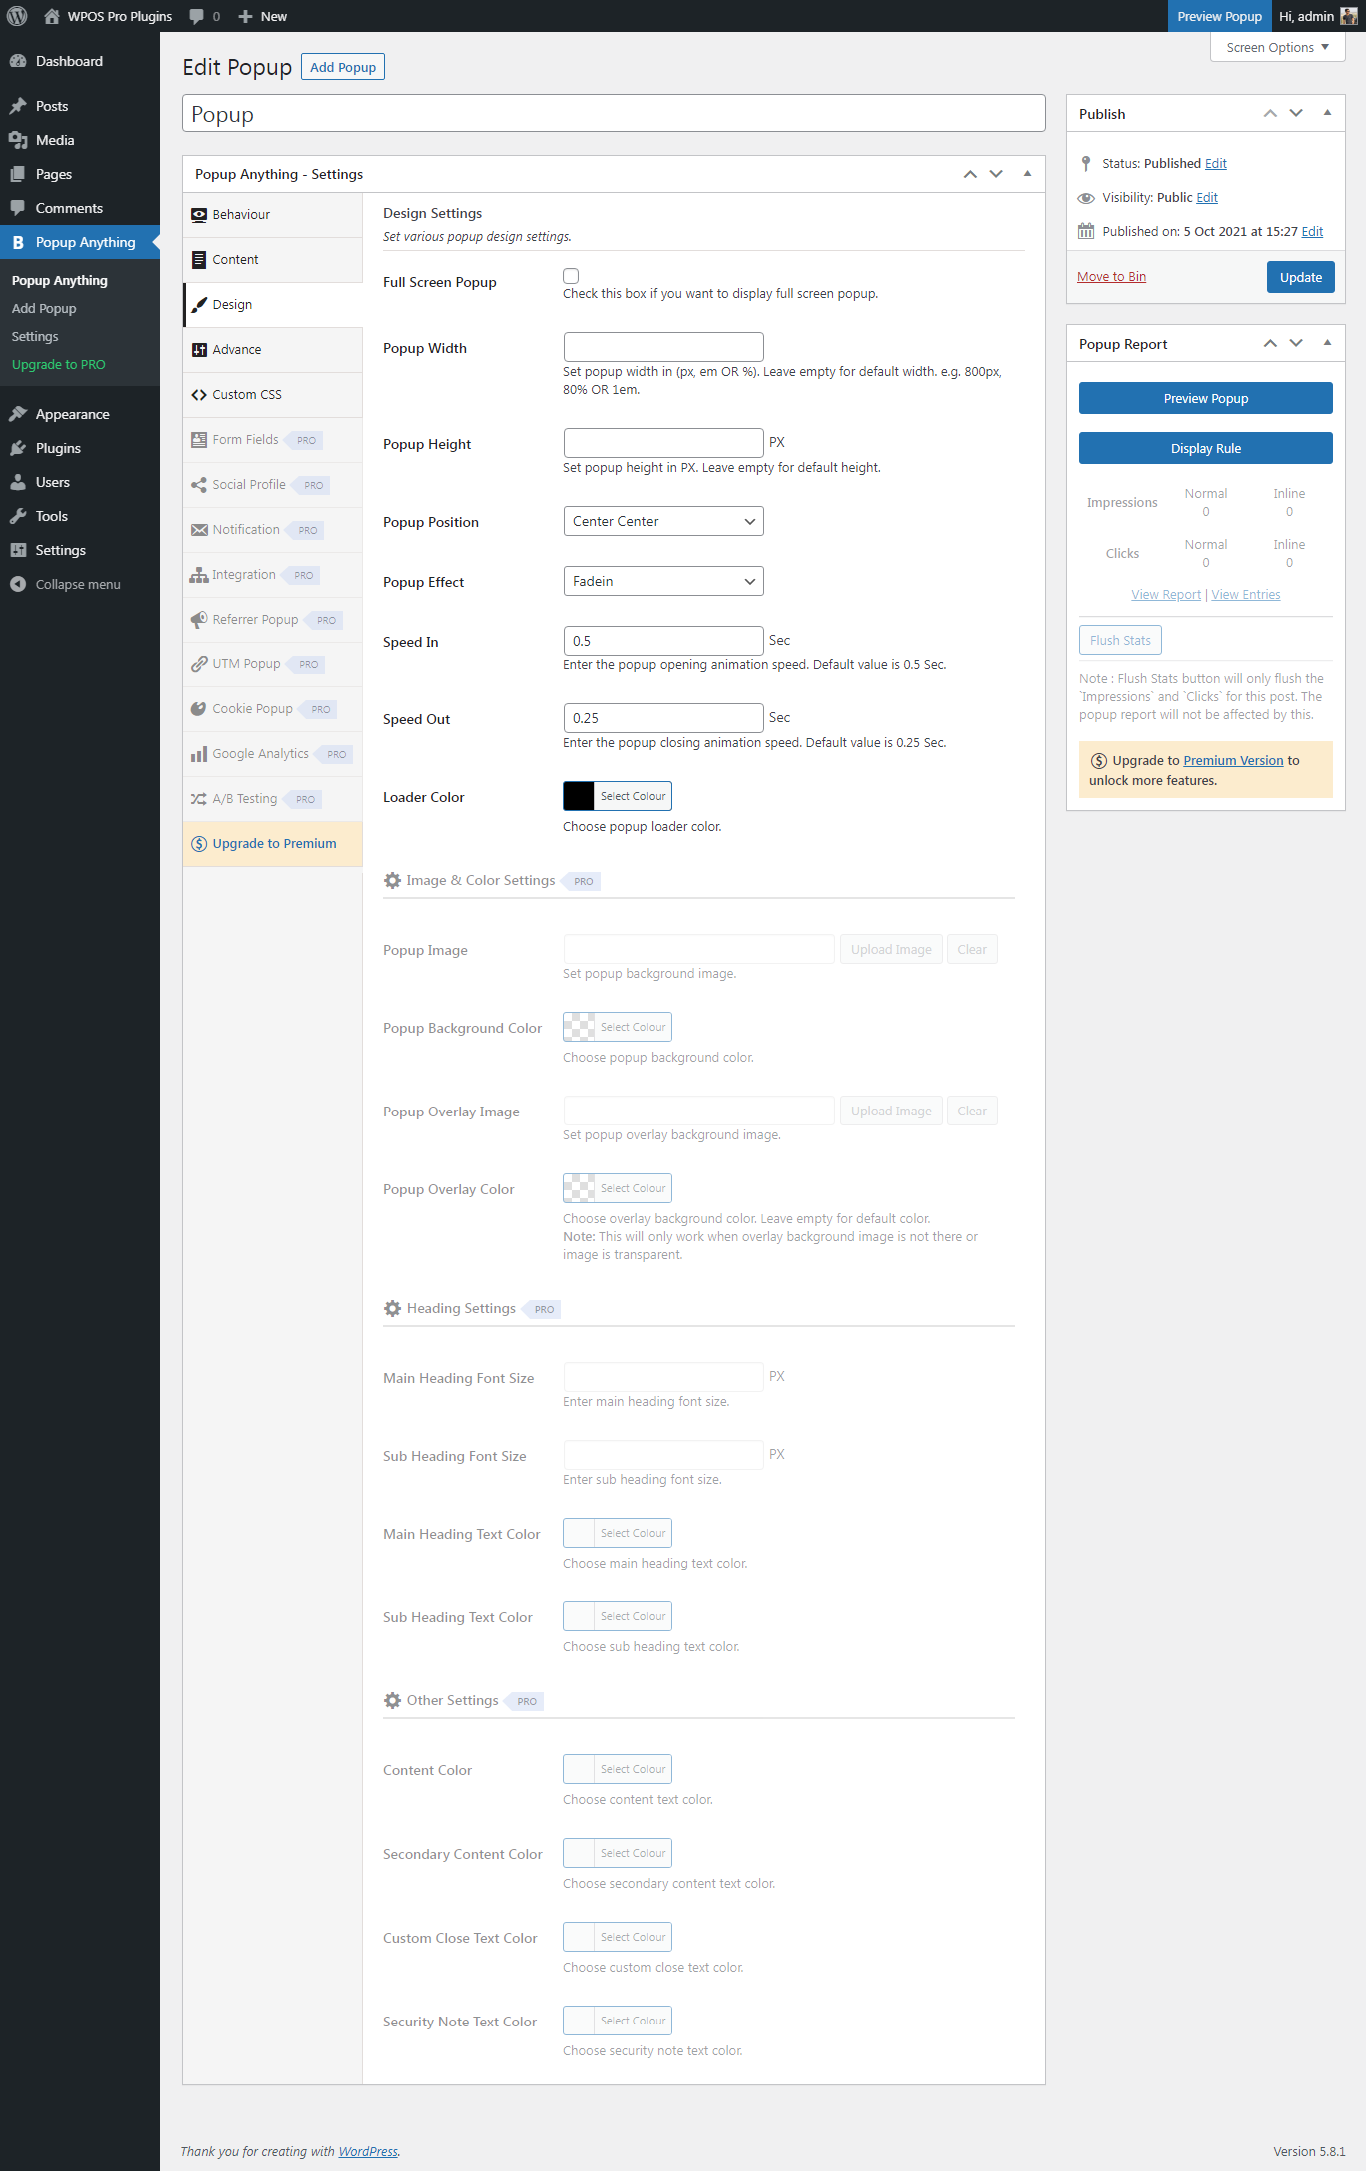 WPOS Pro Plugins
0
New
Preview Popup
Hi, admin
Screen Options
Dashboard
Posts
Media
Pages
Comments
Popup Anything
Popup Anything
Add Popup
Settings
Upgrade to PRO
Appearance
Plugins
Users
Tools
Settings
Collapse menu
Edit Popup
Add Popup
Popup
Popup Anything - Settings
Behaviour
Content
Design
Advance
Custom CSS
Form Fields PRO
Social Profile PRO
Notification PRO
Integration PRO
Referrer Popup PRO
UTM Popup PRO
Cookie Popup PRO
Google Analytics PRO
A/B Testing PRO
Upgrade to Premium
Design Settings
Set various popup design settings.
Full Screen Popup
Check this box if you want to display full screen popup.
Popup Width
Set popup width in (px, em OR %). Leave empty for default width. e.g. 800px,
80% OR 1em.
Popup Height
PX
Set popup height in PX. Leave empty for default height.
Popup Position
Center Center
Popup Effect
Fadein
Speed In
0.5
Sec
Enter the popup opening animation speed. Default value is 0.5 Sec.
Speed Out
0.25
Sec
Enter the popup closing animation speed. Default value is 0.25 Sec.
Loader Color
Select Colour
Choose popup loader color.
Image & Color Settings PRO
Popup Image
Upload Image
Clear
Set popup background image.
Popup Background Color
Select Colour
Choose popup background color.
Popup Overlay Image
Upload Image
Clear
Set popup overlay background image.
Popup Overlay Color
Select Colour
Choose overlay background color. Leave empty for default color.
Note: This will only work when overlay background image is not there or
image is transparent.
Heading Settings PRO
Main Heading Font Size
PX
Enter main heading font size.
Sub Heading Font Size
PX
Enter sub heading font size.
Main Heading Text Color
Select Colour
Choose main heading text color.
Sub Heading Text Color
Select Colour
Choose sub heading text color.
Other Settings PRO
Content Color
Select Colour
Choose content text color.
Secondary Content Color
Select Colour
Choose secondary content text color.
Custom Close Text Color
Select Colour
Choose custom close text color.
Security Note Text Color
Select Colour
Choose security note text color.
Publish
Status: Published Edit
Visibility: Public Edit
Published on: 5 Oct 2021 at 15:27 Edit
Move to Bin
Update
Popup Report
Preview Popup
Display Rule
Impressions
Normal
0
Inline
0
Clicks
Normal
0
Inline
0
View Report | View Entries
Flush Stats
Note : Flush Stats button will only flush the
`Impressions` and `Clicks` for this post. The
popup report will not be affected by this.
Upgrade to Premium Version to
unlock more features.
Thank you for creating with WordPress.
Version 5.8.1